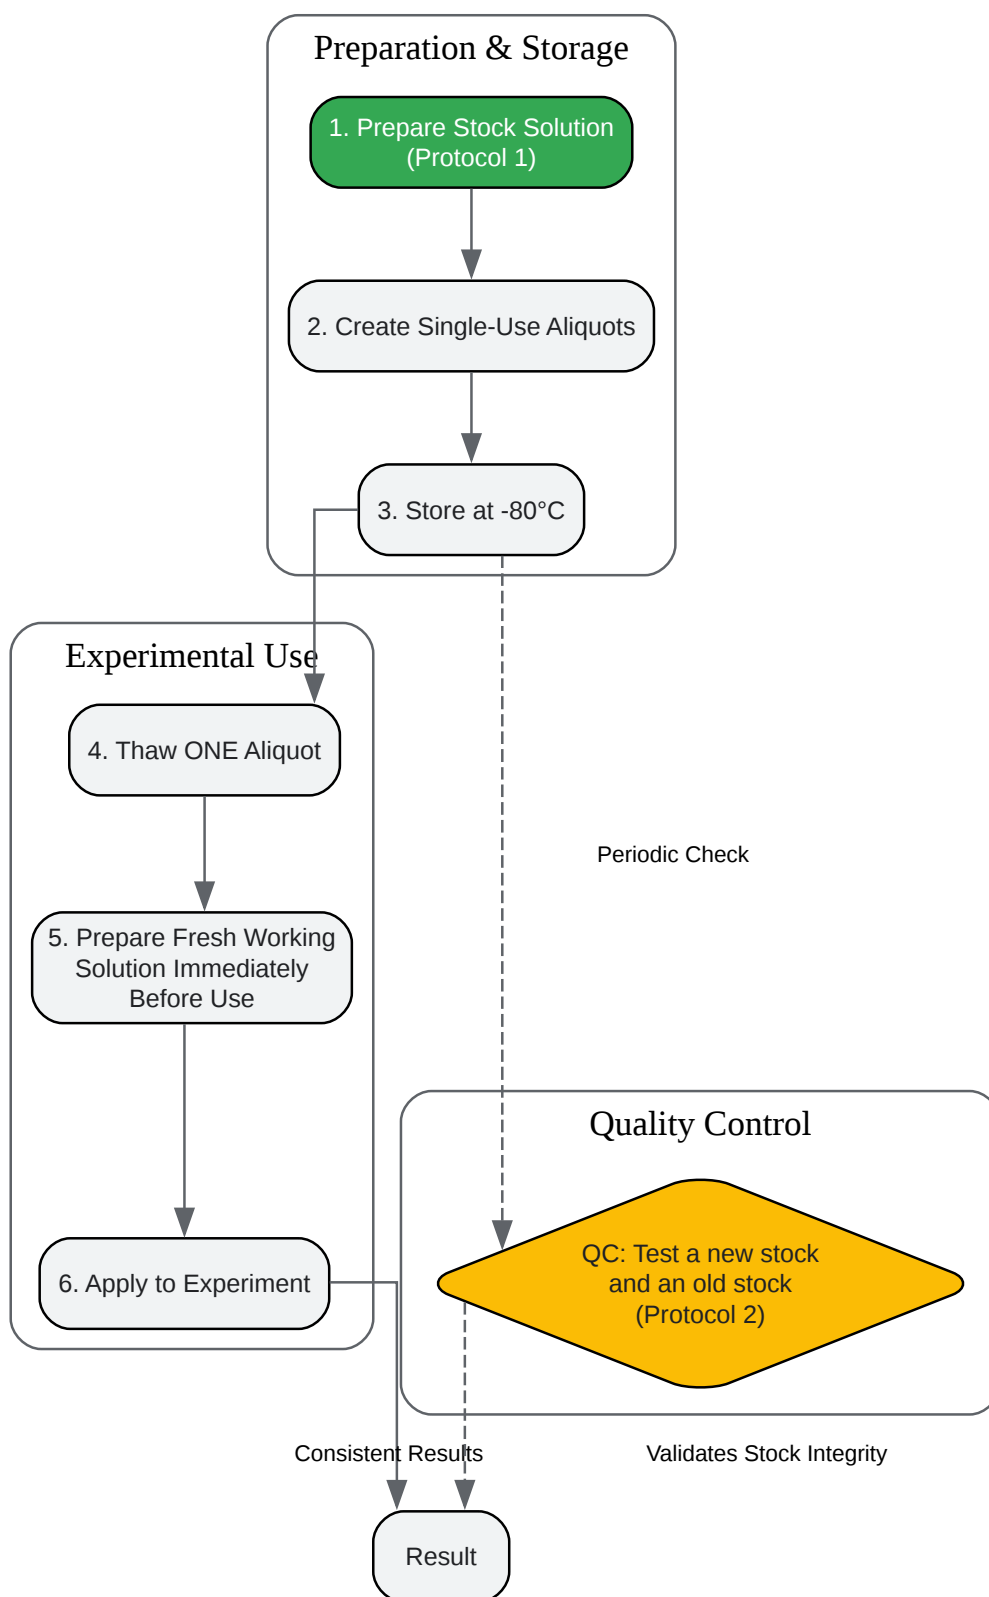 Preparation & Storage
1. Prepare Stock Solution
(Protocol 1)
2. Create Single-Use Aliquots
3. Store at -80°C
Experimental Use
4. Thaw ONE Aliquot
Periodic Check
5. Prepare Fresh Working
Solution Immediately
Before Use
Quality Control
QC: Test a new stock
and an old stock
(Protocol 2)
6. Apply to Experiment
Consistent Results
Validates Stock Integrity
Result